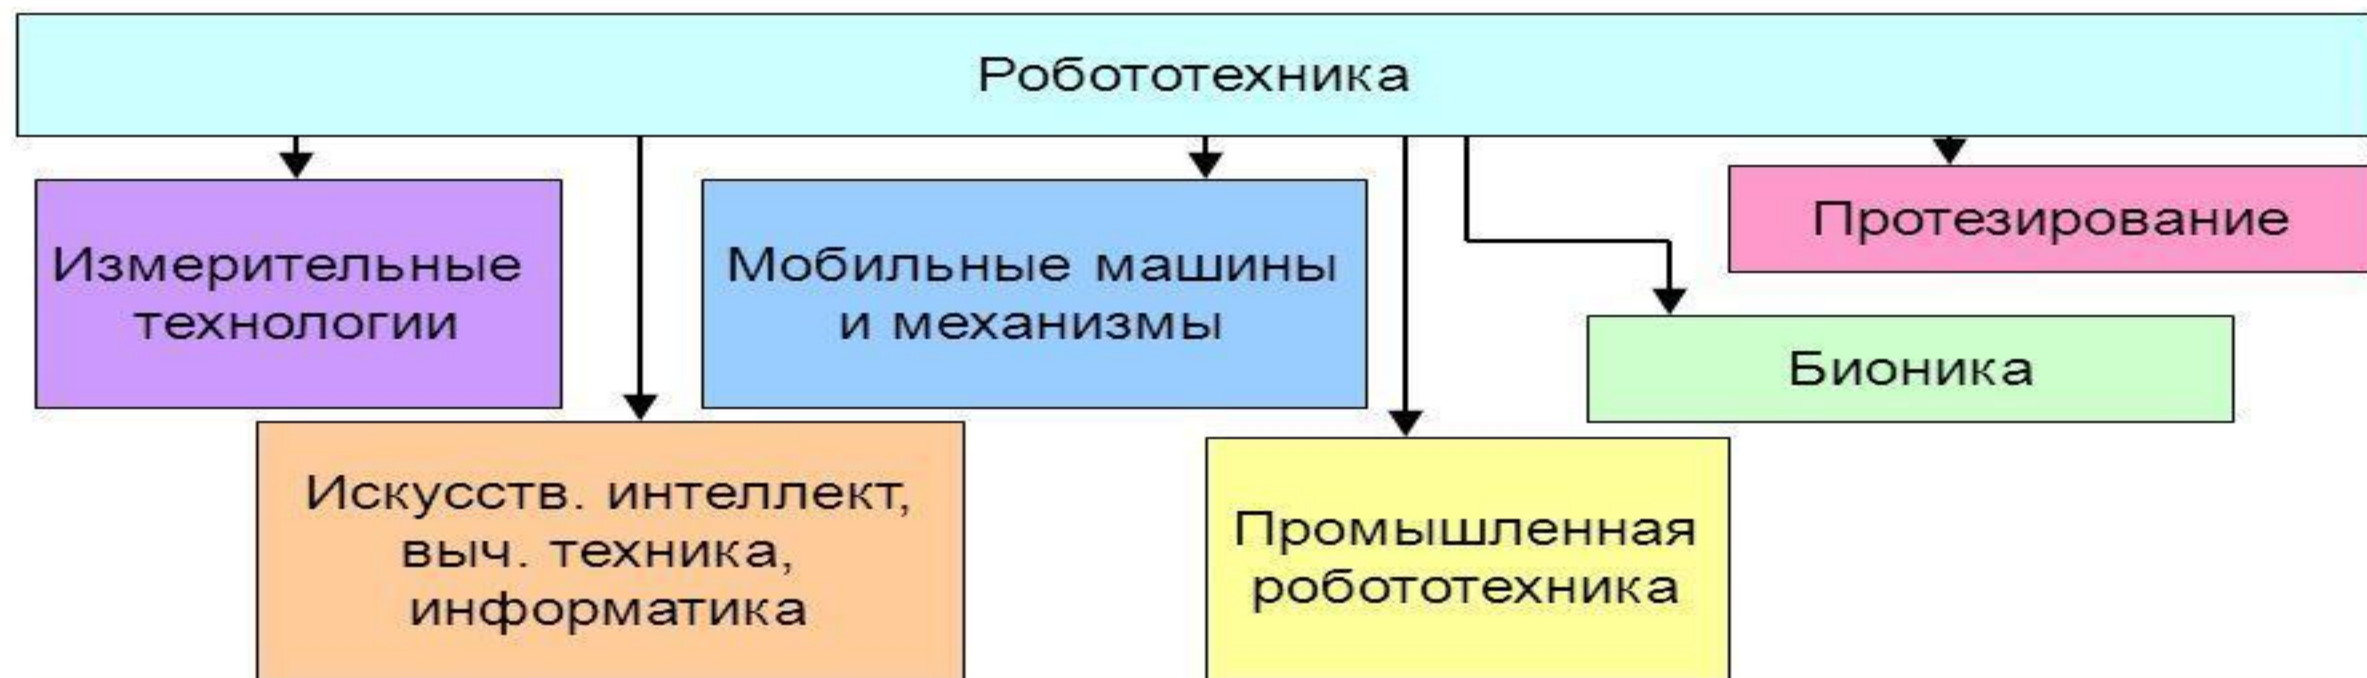 Робототехника
Измерительные
технологии
Мобильные машины
и механизмы
Протезирование
Бионика
Искусств. интеллект,
выч. техника,
информатика
Промышленная
робототехника